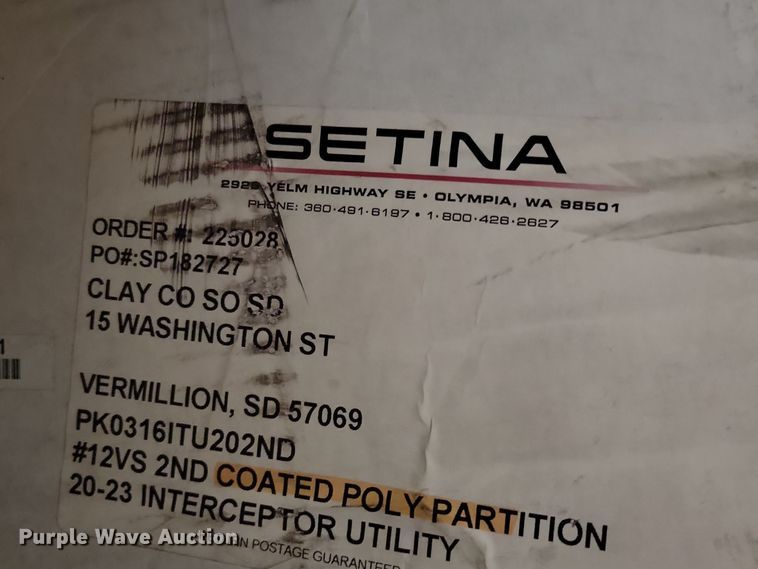 SETINA
2926 YELM HIGHWAY SE • OLYMPIA, WA 98501
PHONE: 360·491·6197 • 1·800·426·2627
ORDER #: 225028
PO#:SP182727
CLAY CO SO SD
15 WASHINGTON ST
VERMILLION, SD 57069
PK0316ITU202ND
#12VS 2ND COATED POLY PARTITION
20-23 INTERCEPTOR UTILITY
POSTAGE GUARANTEED
1
Purple Wave Auction